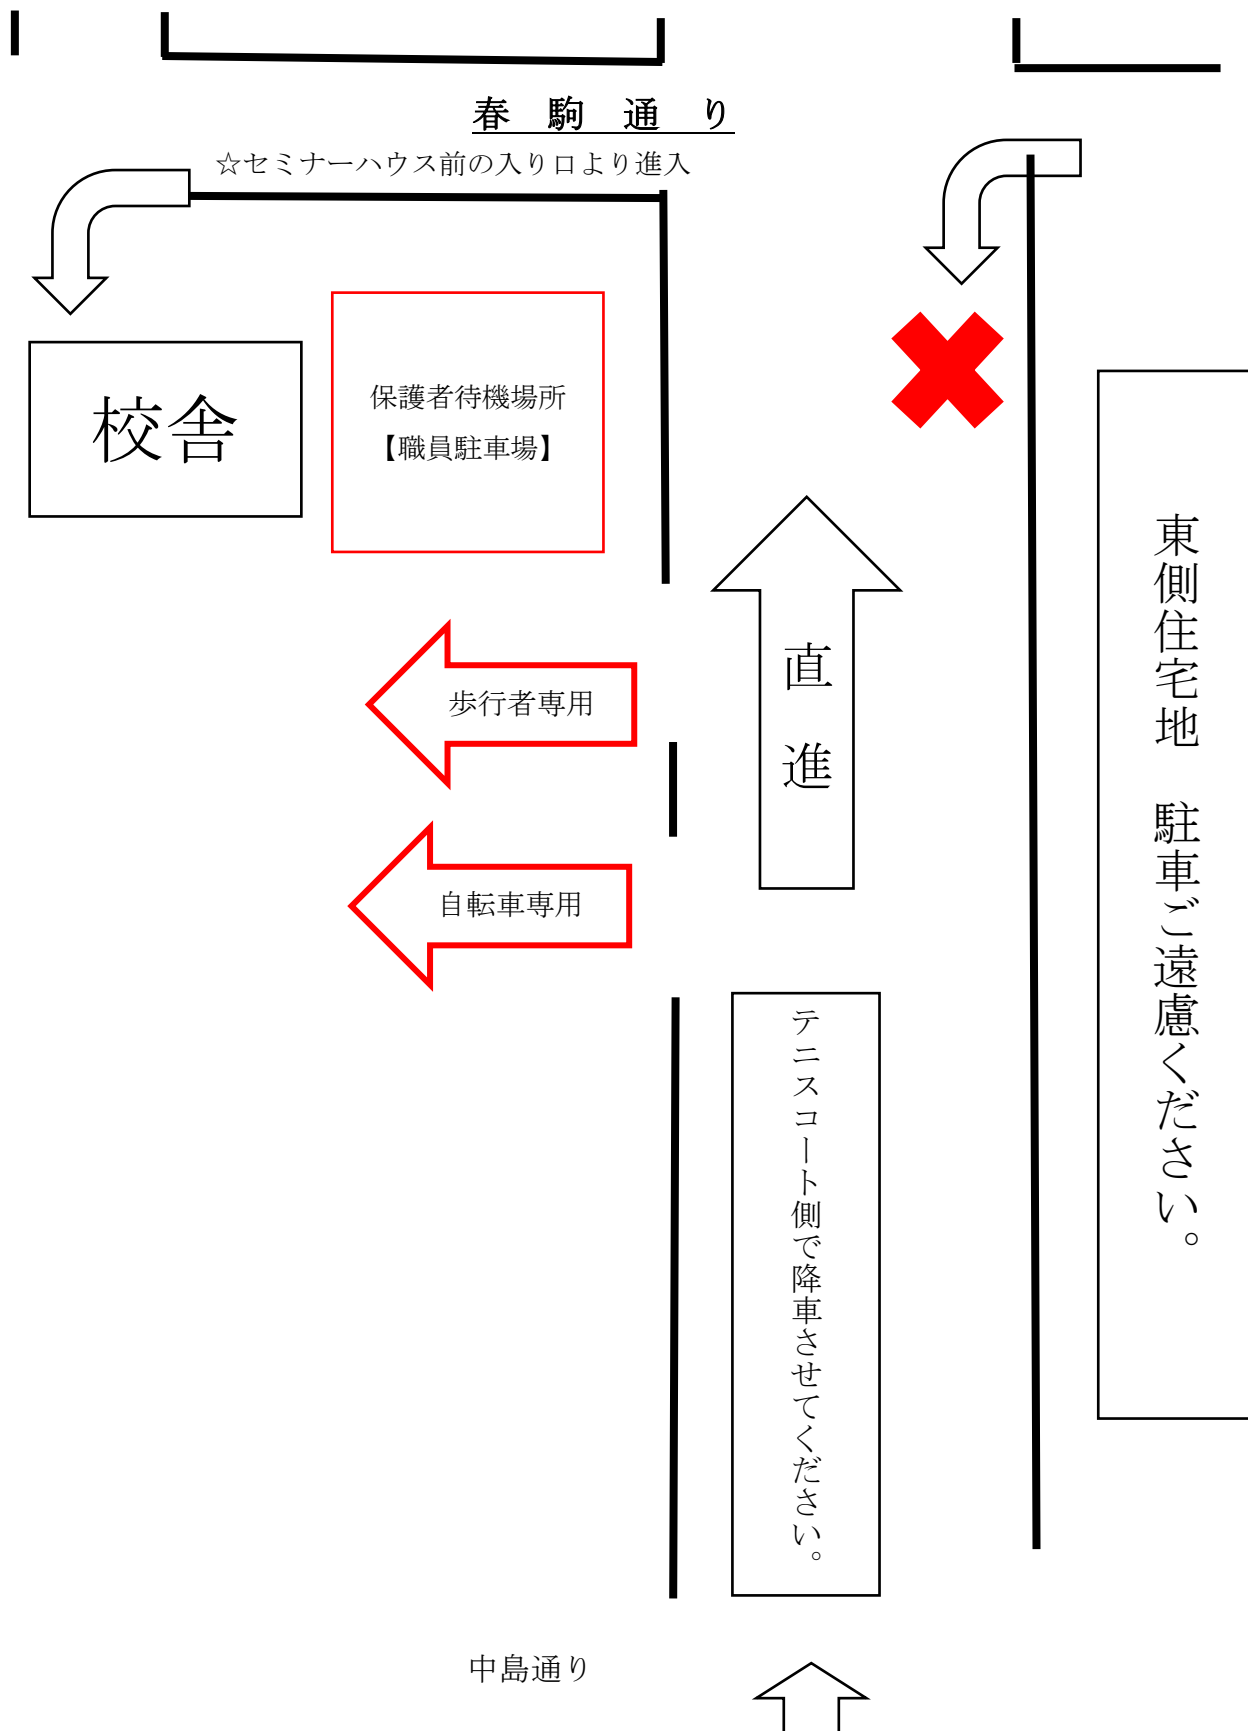 春　駒　通　り
☆セミナーハウス前の入り口より進入
校舎
保護者待機場所
【職員駐車場】
直進
歩行者専用
自転車専用
東側住宅地　駐車ご遠慮ください。
テニスコート側で降車させてください。
中島通り